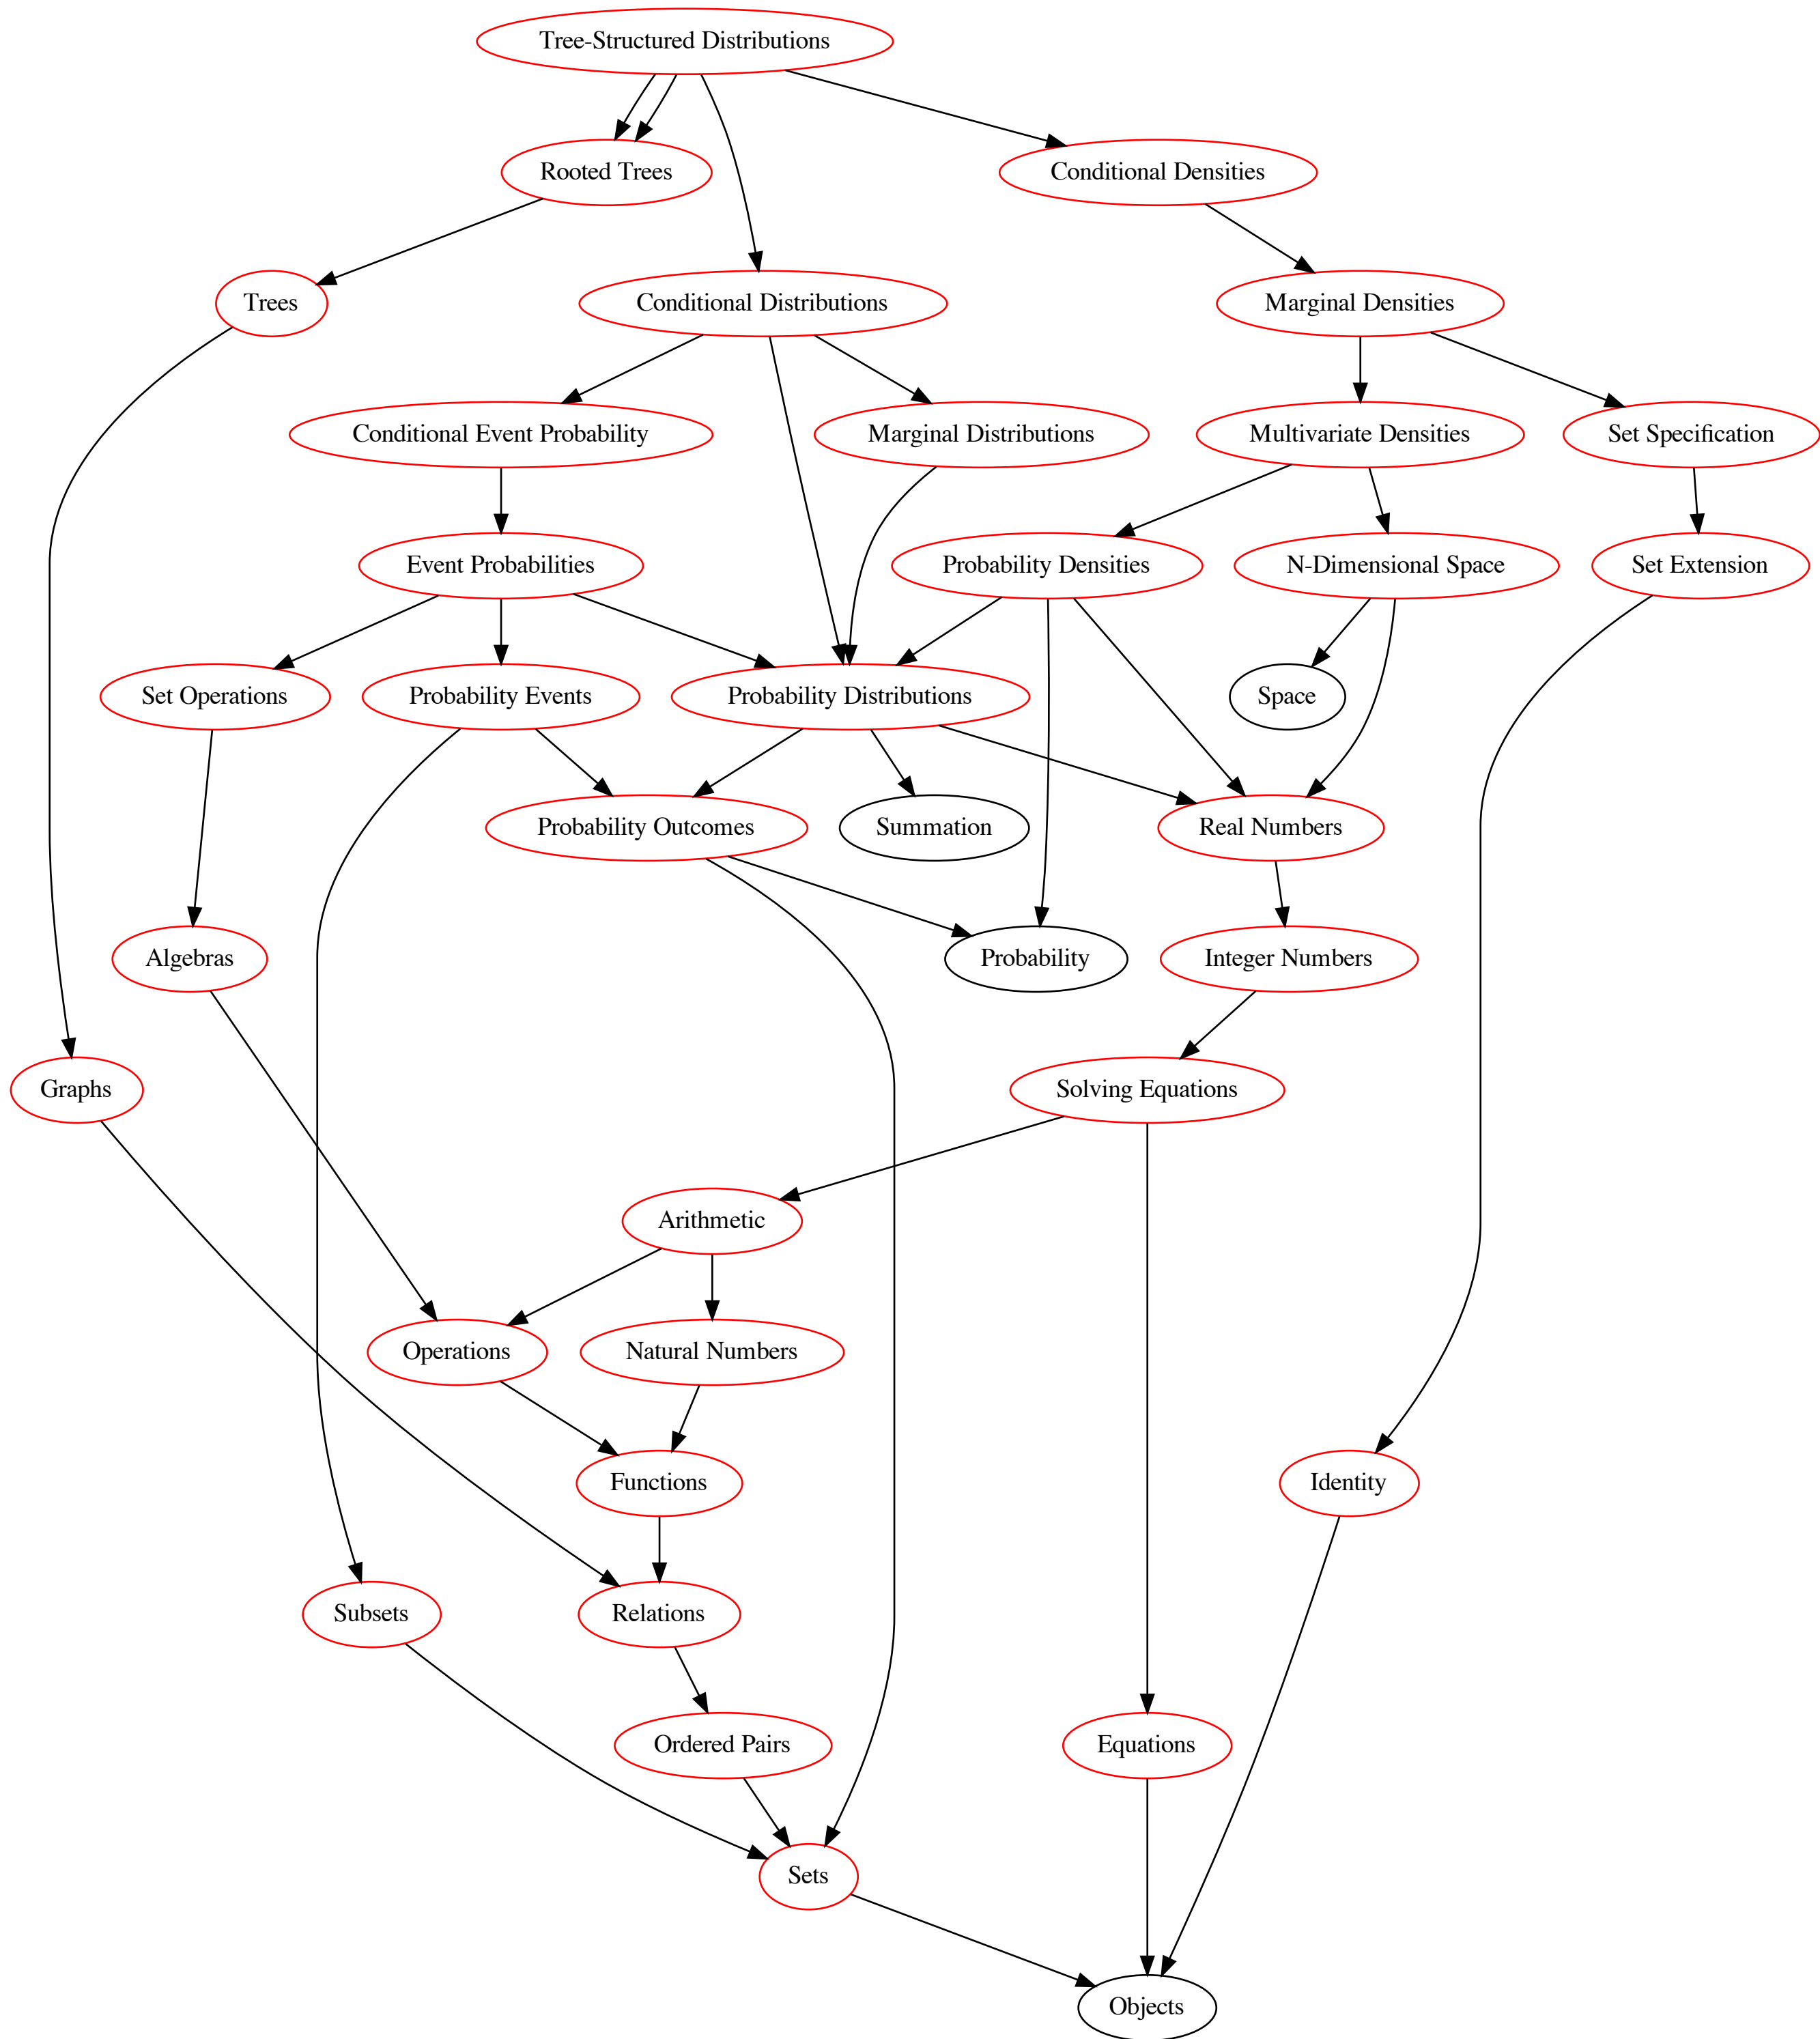 Tree-Structured Distributions
Rooted Trees
Conditional Densities
Trees
Conditional Distributions
Marginal Densities
Conditional Event Probability
Marginal Distributions
Multivariate Densities
Set Specification
Event Probabilities
Probability Densities
N-Dimensional Space
Set Extension
Set Operations
Probability Events
Probability Distributions
Space
Probability Outcomes
Summation
Real Numbers
Algebras
Probability
Integer Numbers
Graphs
Solving Equations
Arithmetic
Operations
Natural Numbers
Functions
Identity
Subsets
Relations
Ordered Pairs
Equations
Sets
Objects